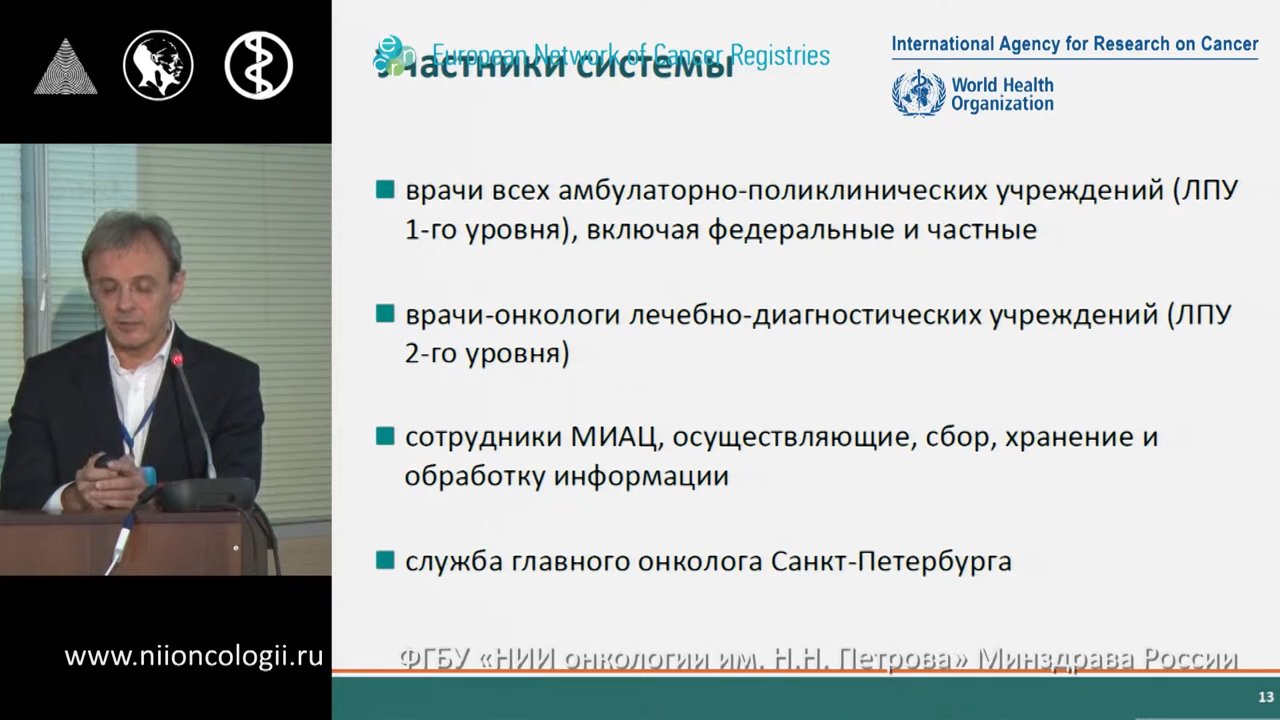 European Network of Cancer Registries
Участники системы
International Agency for Research on Cancer
World Health
Organization
врачи всех амбулаторно-поликлинических учреждений (ЛПУ
1-го уровня), включая федеральные и частные
врачи-онкологи лечебно-диагностических учреждений (ЛПУ
2-го уровня)
сотрудники МИАЦ, осуществляющие, сбор, хранение и
обработку информации
служба главного онколога Санкт-Петербурга
www.niioncologii.ru
ФГБУ «НИИ онкологии им. Н.Н. Петрова» Минздрава России
13